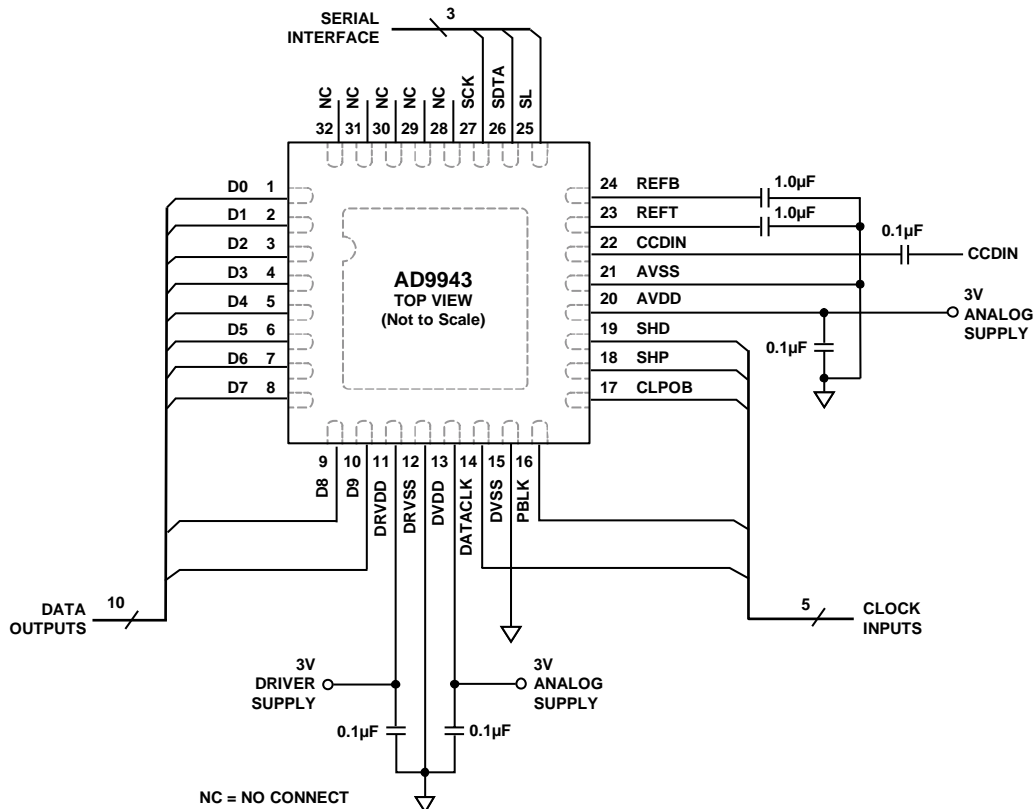 SERIAL
INTERFACE
3
NC
NC
NC
NC
NC
SCK
SDTA
SL
32 31 30 29 28 27 26 25
D0 1
D1 2
D2 3
D3 4
D4 5
D5 6
D6 7
D7 8
AD9943
TOP VIEW
(Not to Scale)
24 REFB
23 REFT
22 CCDIN
21 AVSS
20 AVDD
19 SHD
18 SHP
17 CLPOB
1.0µF
1.0µF
0.1µF
CCDIN
3V
ANALOG
SUPPLY
0.1µF
9 10 11 12 13 14 15 16
D8
D9
DRVDD
DRVSS
DVDD
DATACLK
DVSS
PBLK
DATA
OUTPUTS
10
5
CLOCK
INPUTS
3V
DRIVER
SUPPLY
3V
ANALOG
SUPPLY
0.1µF
0.1µF
NC = NO CONNECT